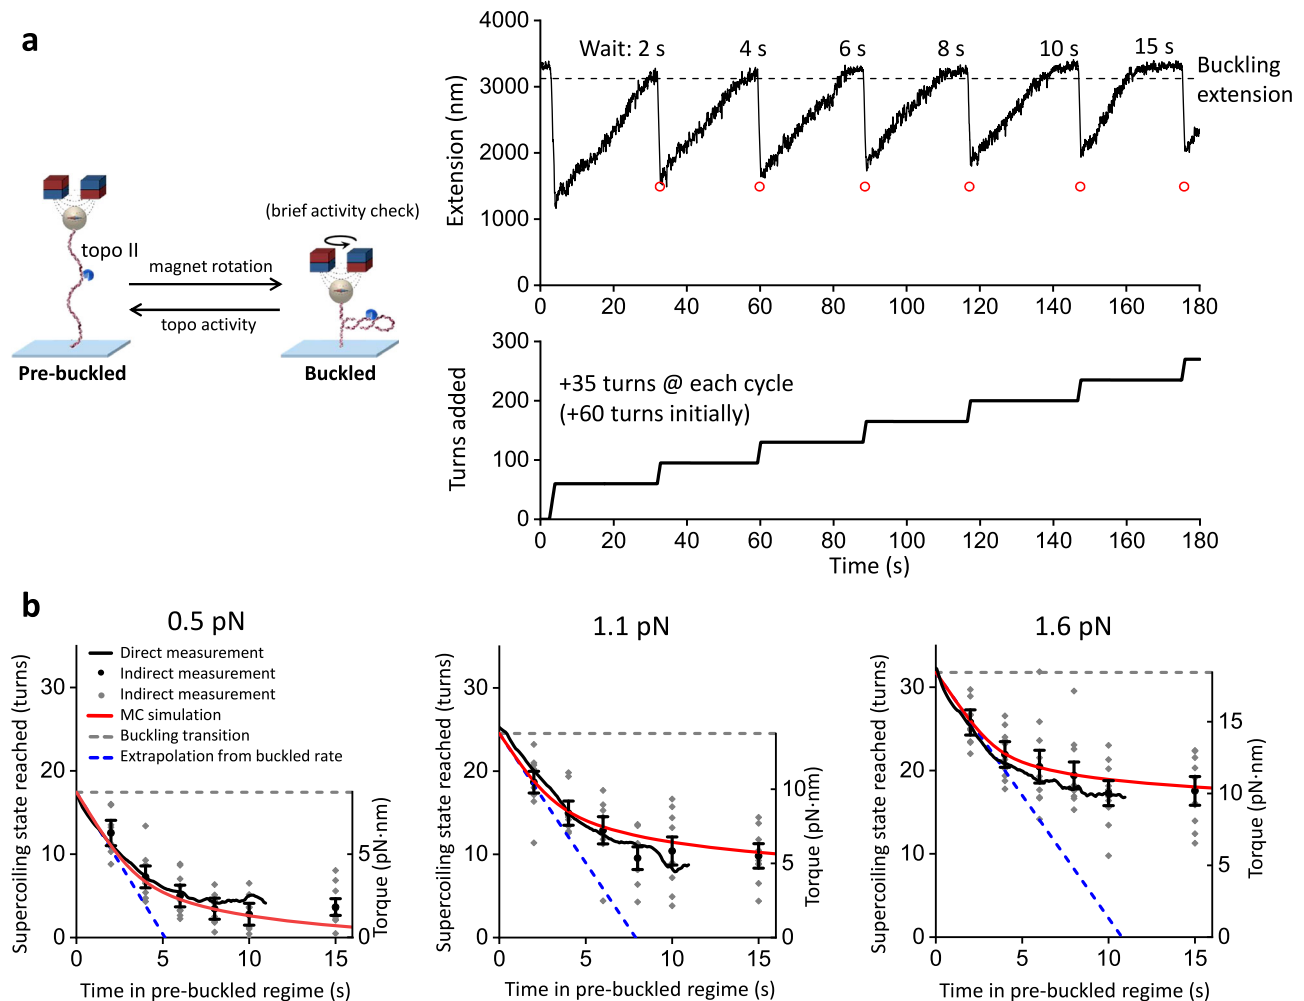 a
(brief activity check)
topo II
magnet rotation
topo activity
Pre-buckled
Buckled
4000
3000
2000
1000
0
Extension (nm)
Wait: 2 s
4 s
6 s
8 s
10 s
15 s
Buckling
extension
0
20
40
60
80
100
120
140
160
180
300
200
100
0
Turns added
+35 turns @ each cycle
(+60 turns initially)
0
20
40
60
80
100
120
140
160
180
Time (s)
b
0.5 pN
Supercoiling state reached (turns)
30
20
10
0
Direct measurement
Indirect measurement
Indirect measurement
MC simulation
Buckling transition
Extrapolation from buckled rate
5
0
Torque (pN·nm)
0
5
10
15
Time in pre-buckled regime (s)
1.1 pN
Supercoiling state reached (turns)
30
20
10
0
10
5
0
Torque (pN·nm)
0
5
10
15
Time in pre-buckled regime (s)
1.6 pN
Supercoiling state reached (turns)
30
20
10
0
15
10
5
0
Torque (pN·nm)
0
5
10
15
Time in pre-buckled regime (s)